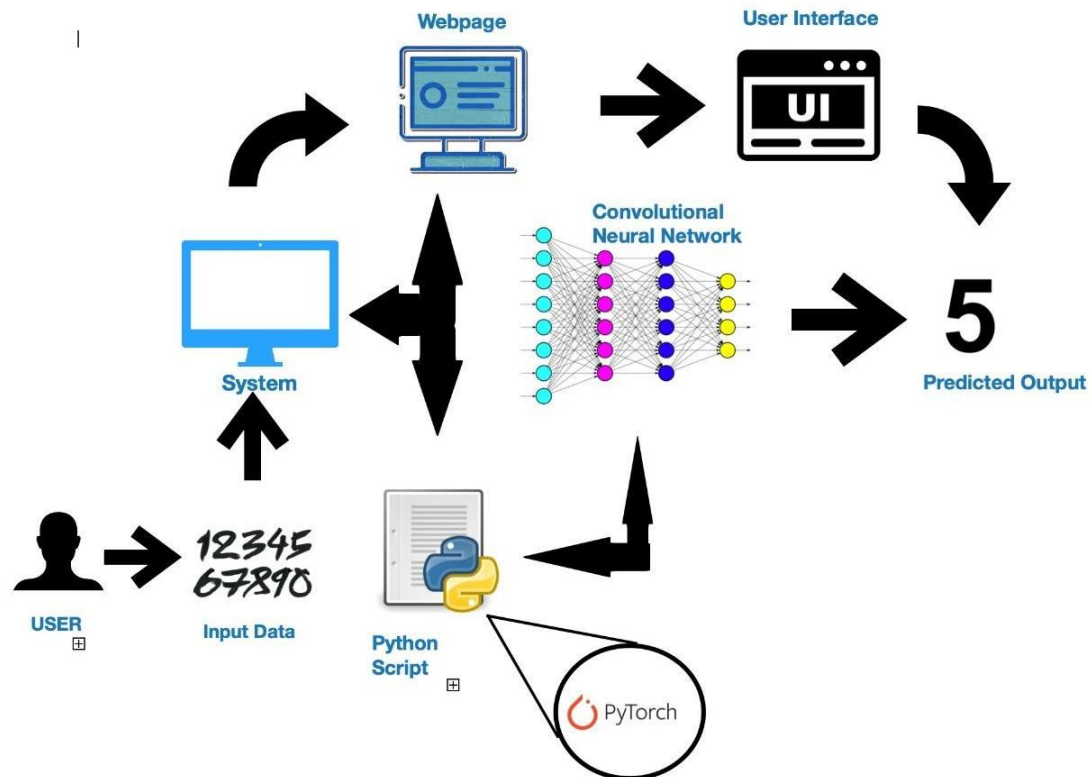 Webpage
User Interface
UI
Convolutional
Neural Network
5
Predicted Output
System
12345
67890
USER
Input Data
Python
Script
PyTorch